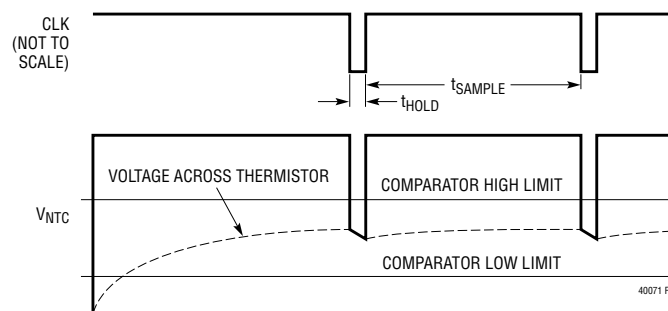 CLK
(NOT TO
SCALE)
tSAMPLE
tHOLD
VOLTAGE ACROSS THERMISTOR
COMPARATOR HIGH LIMIT
VNTC
COMPARATOR LOW LIMIT
40071 F